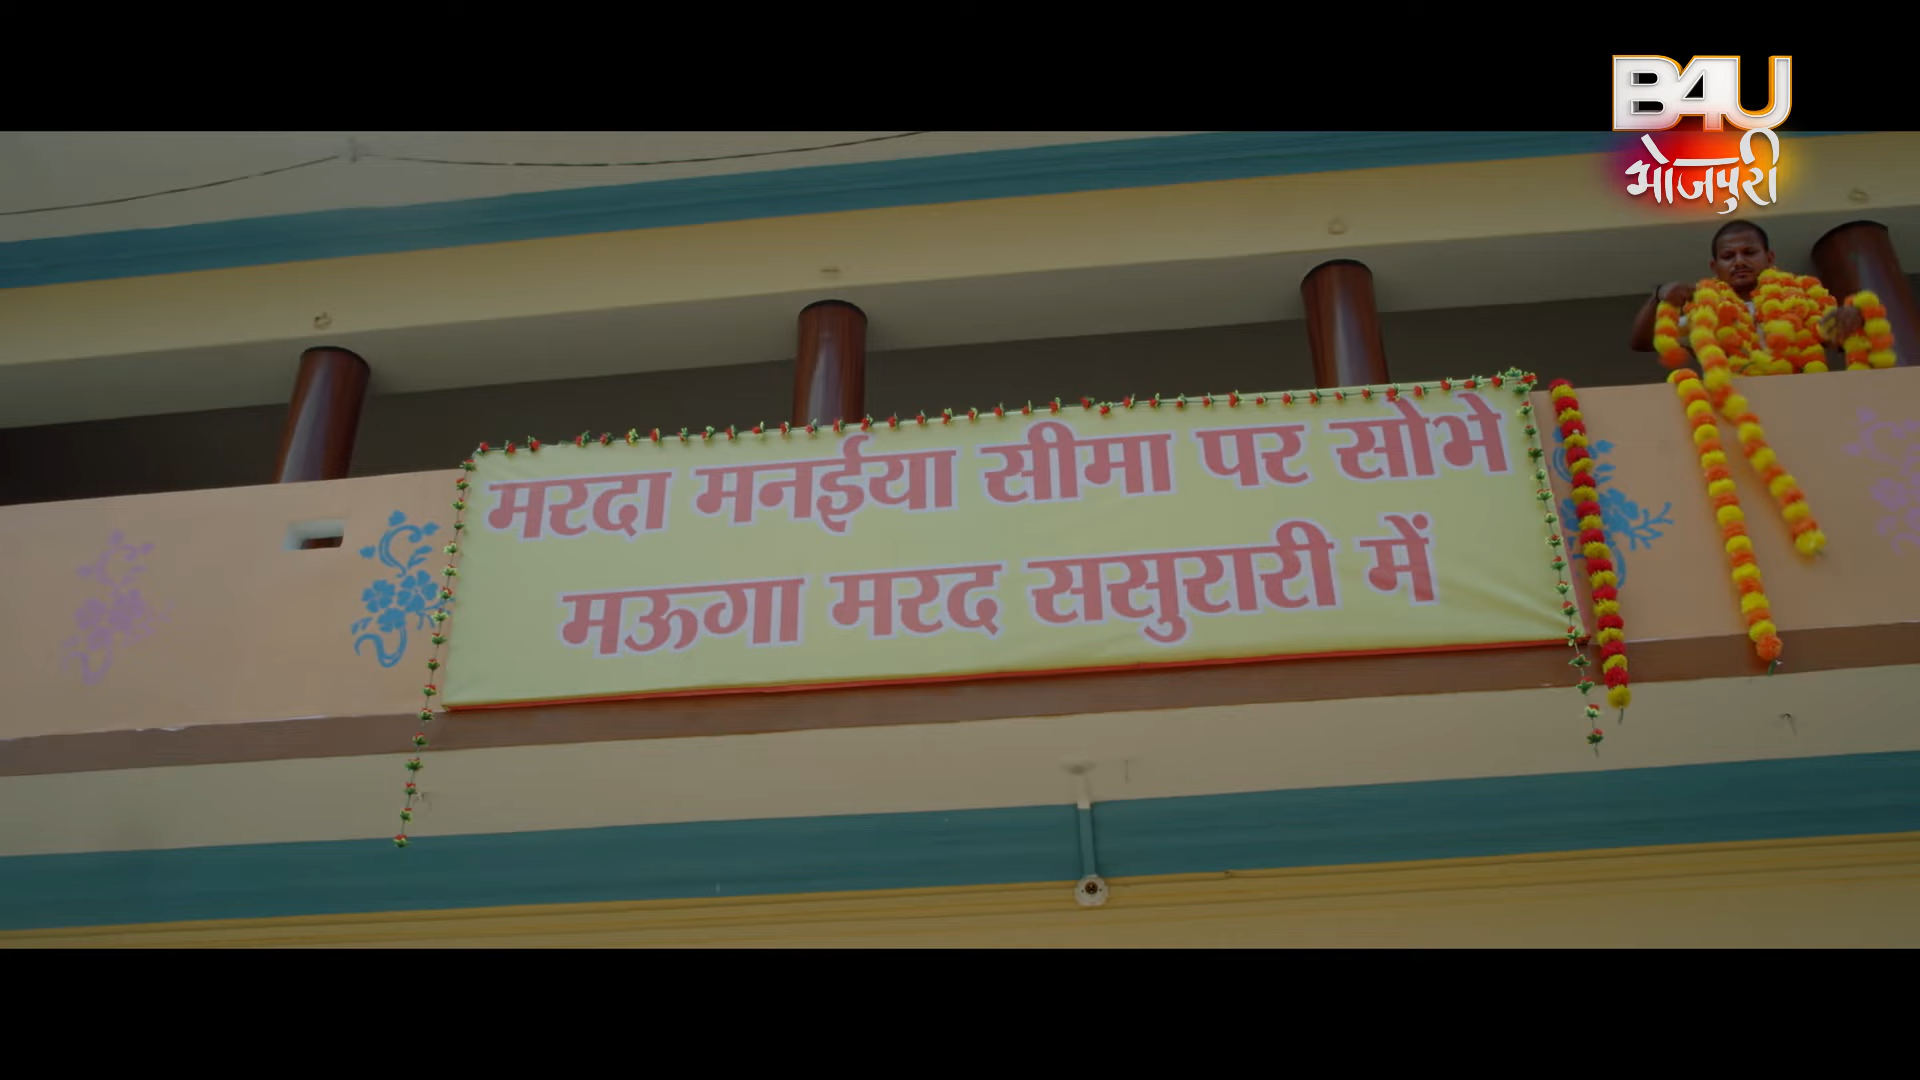 B4U
भोजपुरी
मरदा मनईया सीमा पर सोभे
मऊगा मरद ससुरारी में